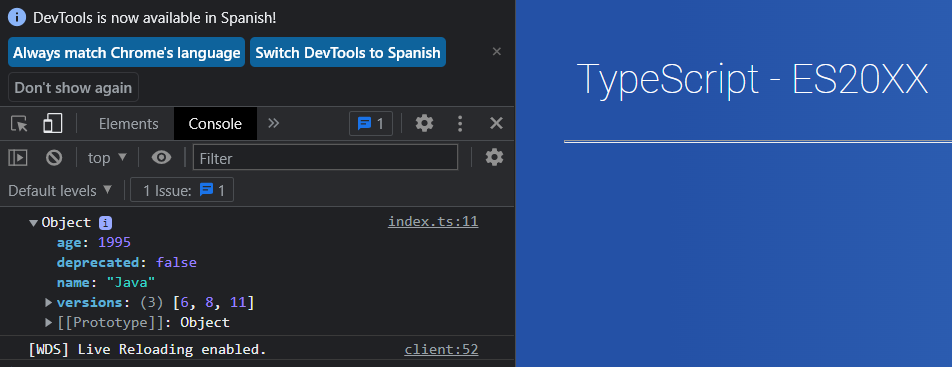 DevTools is now available in Spanish!
Always match Chrome's language Switch DevTools to Spanish
Don't show again
Elements Console 1
top Filter
Default levels 1 Issue: 1
Object i index.ts:11
age: 1995
deprecated: false
name: "Java"
versions: (3) [6, 8, 11]
[[Prototype]]: Object
[WDS] Live Reloading enabled. client:52
TypeScript - ES20XX